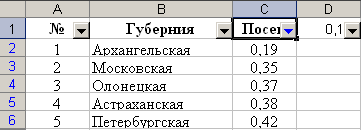 A B C D
1 № Губерния Посе 0,1
2 1 Архангельская 0,19
3 2 Московская 0,35
4 3 Олонецкая 0,37
5 4 Астраханская 0,38
6 5 Петербургская 0,42